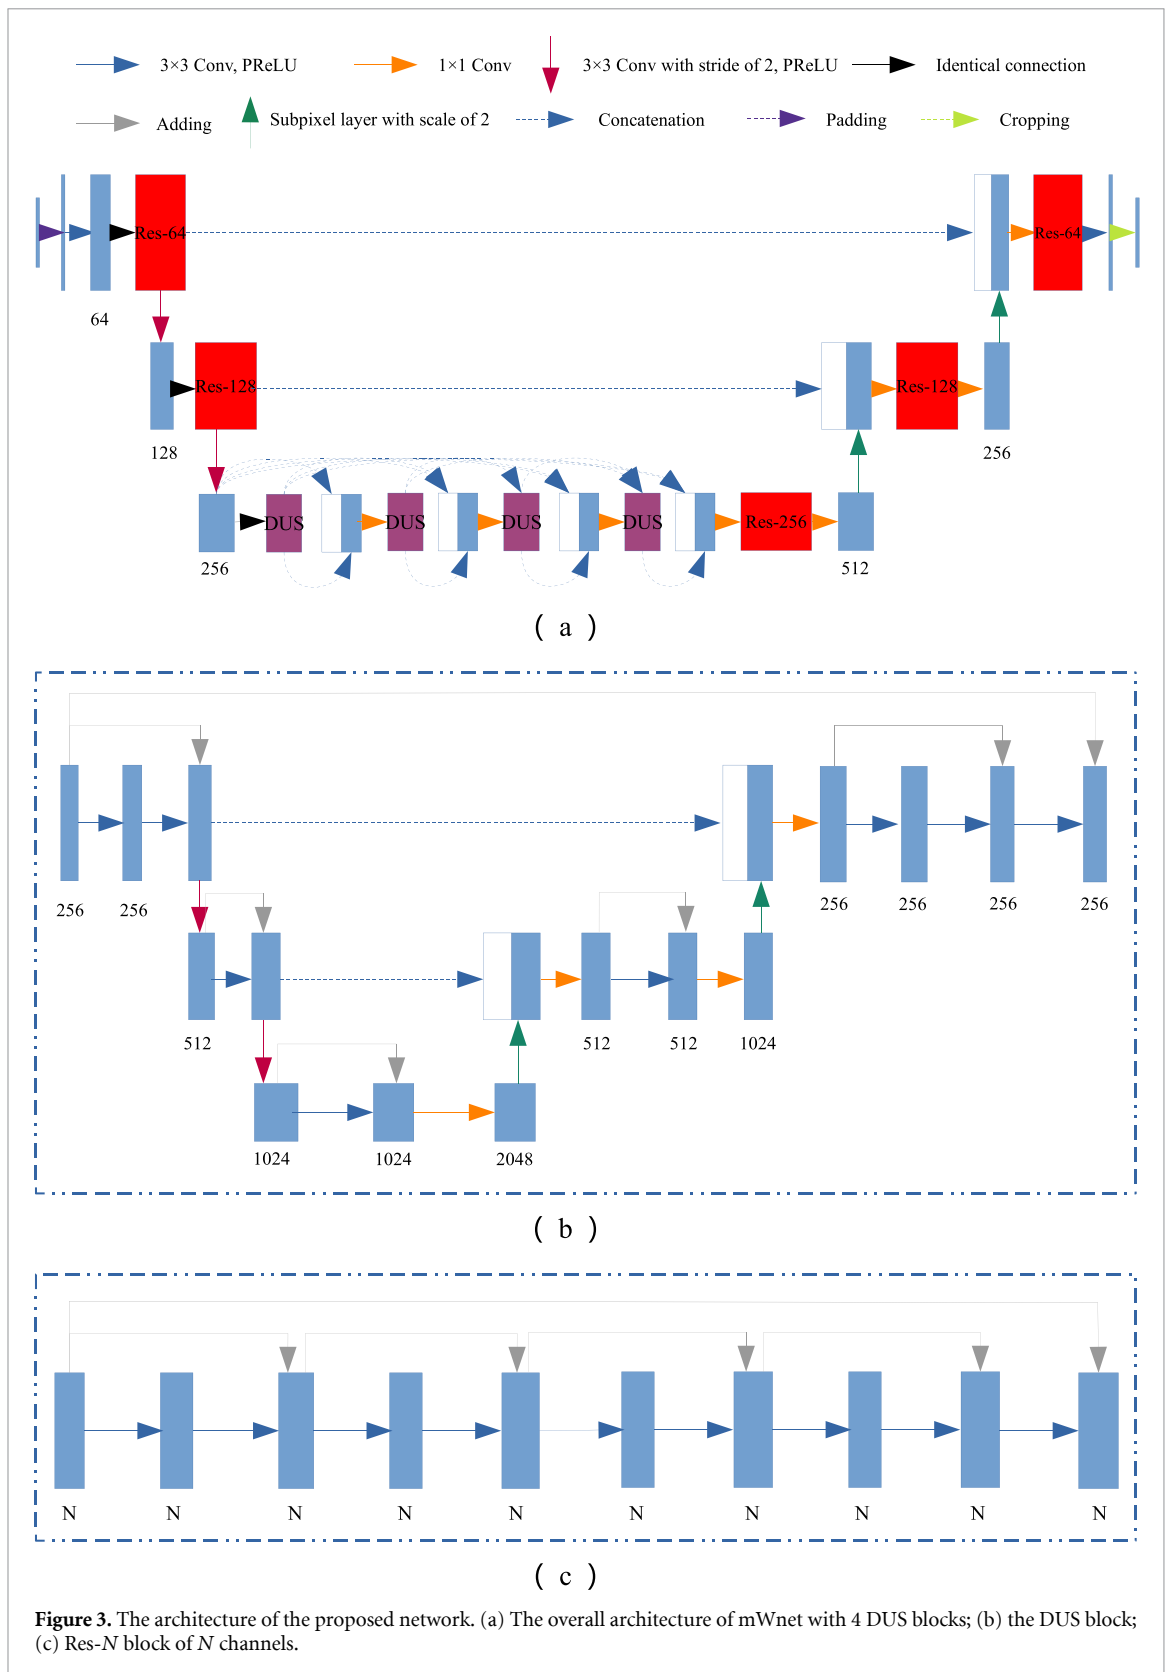 3×3 Conv, PReLU 1×1 Conv 3×3 Conv with stride of 2, PReLU Identical connection
Adding Subpixel layer with scale of 2 Concatenation Padding Cropping
Res-64 Res-64
64
Res-128 Res-128
128 256
DUS DUS DUS DUS Res-256
256 512
( a )
256 256 256 256 256 256
512 512 512 1024
1024 1024 2048
( b )
N N N N N N N N N N
( c )
Figure 3. The architecture of the proposed network. (a) The overall architecture of mWnet with 4 DUS blocks; (b) the DUS block;
(c) Res-N block of N channels.